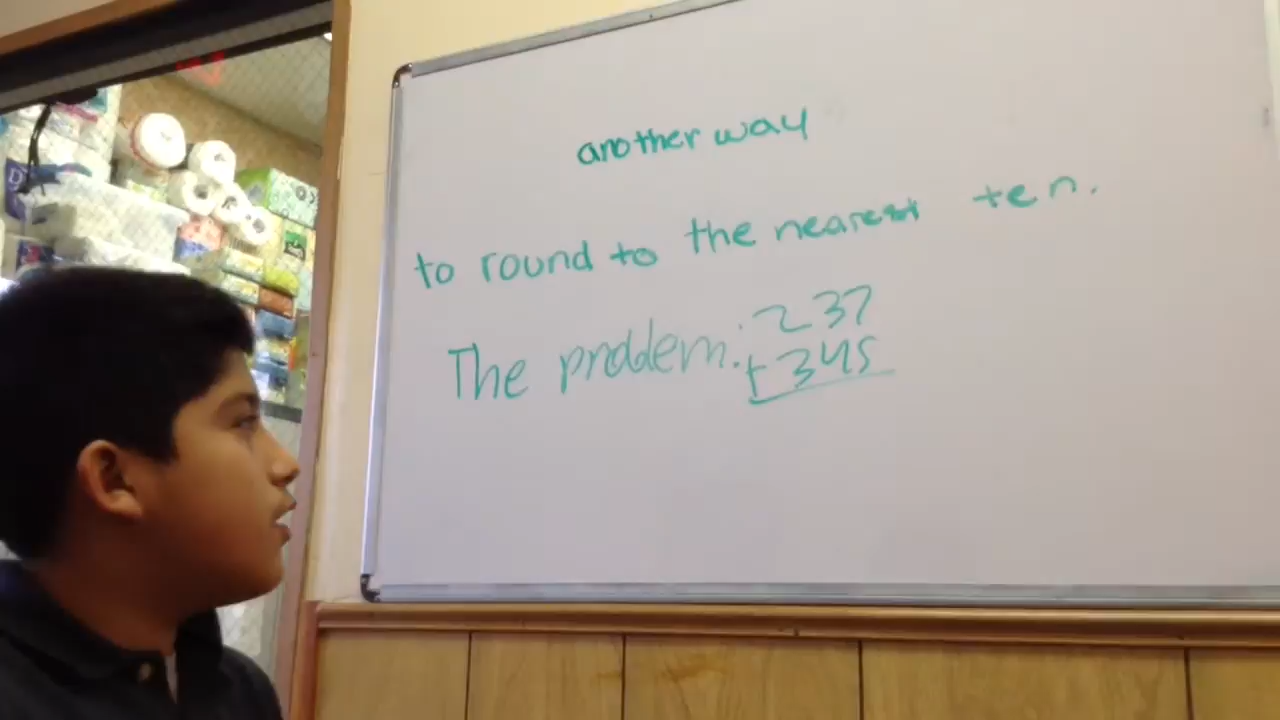 another way
to round to the nearest ten.
The problem: 237
+ 345